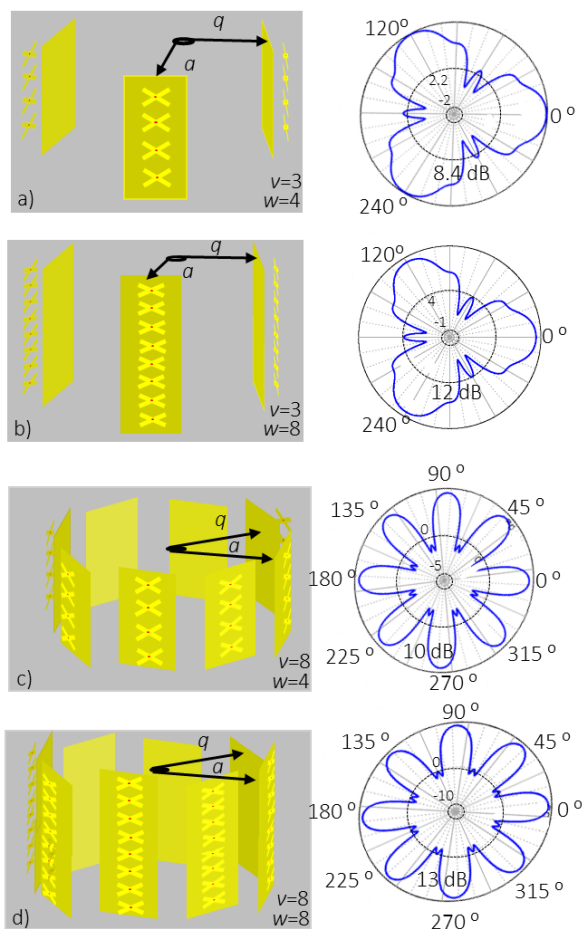 q
a
v=3
w=4
a)
120°
2.2
-2
0 °
8.4 dB
240 °
q
a
v=3
w=8
b)
120°
4
-1
0 °
12 dB
240 °
q
a
v=8
w=4
c)
90 °
135 °
45 °
0
-5
180 °
0 °
225 °
10 dB
315 °
270 °
q
a
v=8
w=8
d)
90 °
135 °
45 °
0
-10
180 °
0 °
225 °
13 dB
315 °
270 °